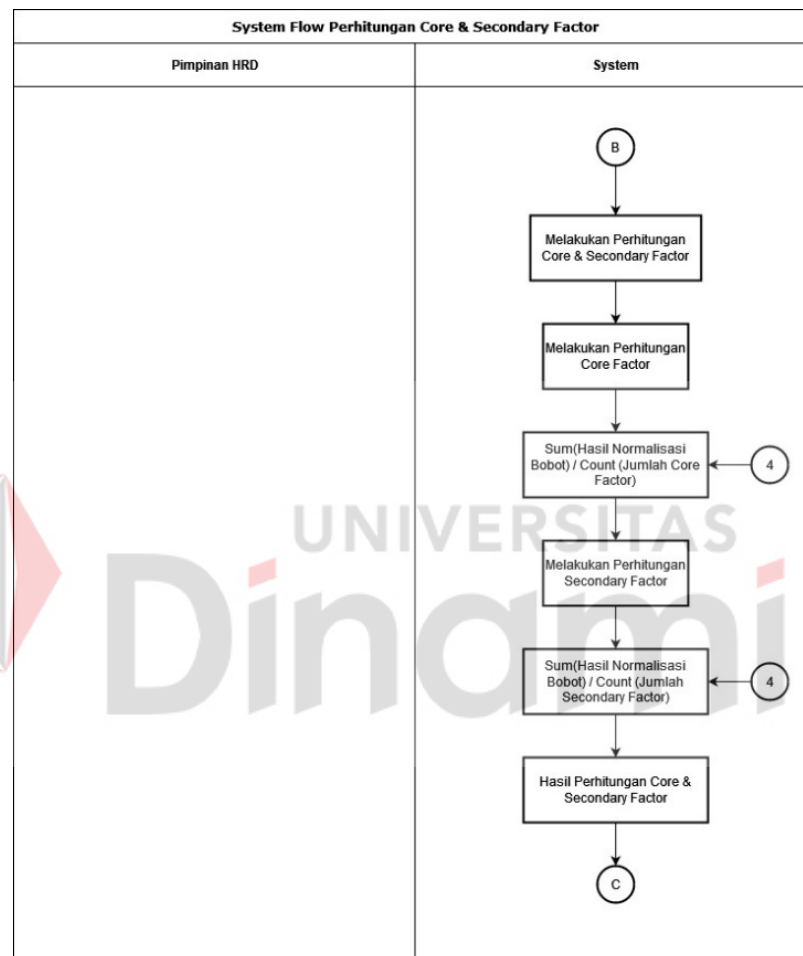 System Flow Perhitungan Core & Secondary Factor
Pimpinan HRD
System
B
Melakukan Perhitungan
Core & Secondary Factor
Melakukan Perhitungan
Core Factor
Sum(Hasil Normalisasi
Bobot) / Count (Jumlah Core
Factor)
4
UNIVERSITAS
Dinami
Melakukan Perhitungan
Secondary Factor
Sum(Hasil Normalisasi
Bobot) / Count (Jumlah
Secondary Factor)
4
Hasil Perhitungan Core &
Secondary Factor
C